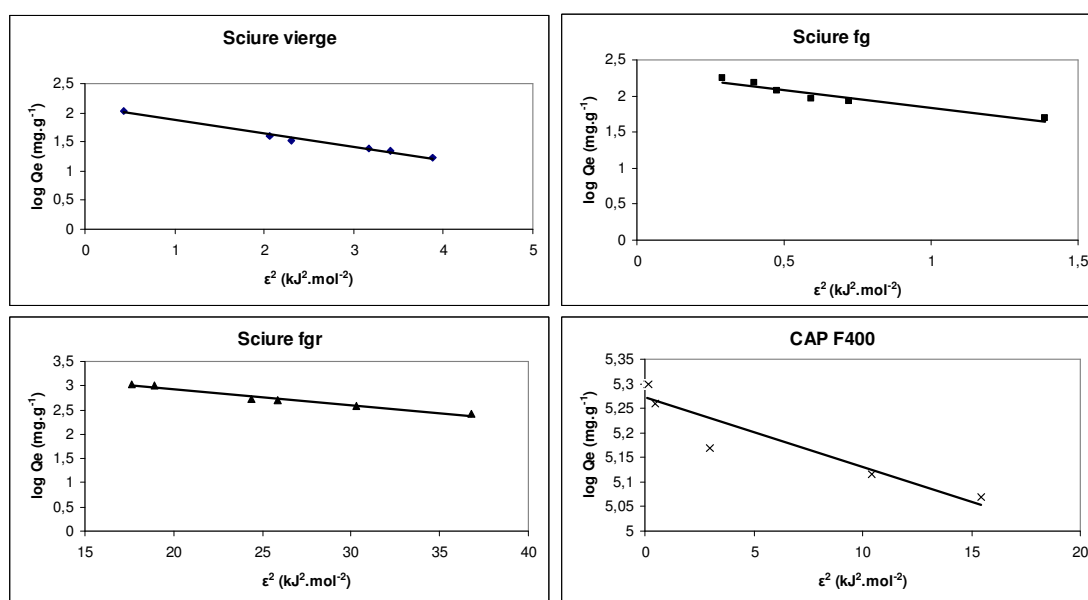 Sciure vierge
2,5
2
1,5
1
0,5
0
0 1 2 3 4 5
log Qe (mg.g⁻¹)
ε² (kJ².mol⁻²)
Sciure fg
2,5
2
1,5
1
0,5
0
0 0,5 1 1,5
log Qe (mg.g⁻¹)
ε² (kJ².mol⁻²)
Sciure fgr
3,5
3
2,5
2
1,5
1
0,5
0
15 20 25 30 35 40
log Qe (mg.g⁻¹)
ε² (kJ².mol⁻²)
CAP F400
5,35
5,3
5,25
5,2
5,15
5,1
5,05
5
0 5 10 15 20
log Qe (mg.g⁻¹)
ε² (kJ².mol⁻²)